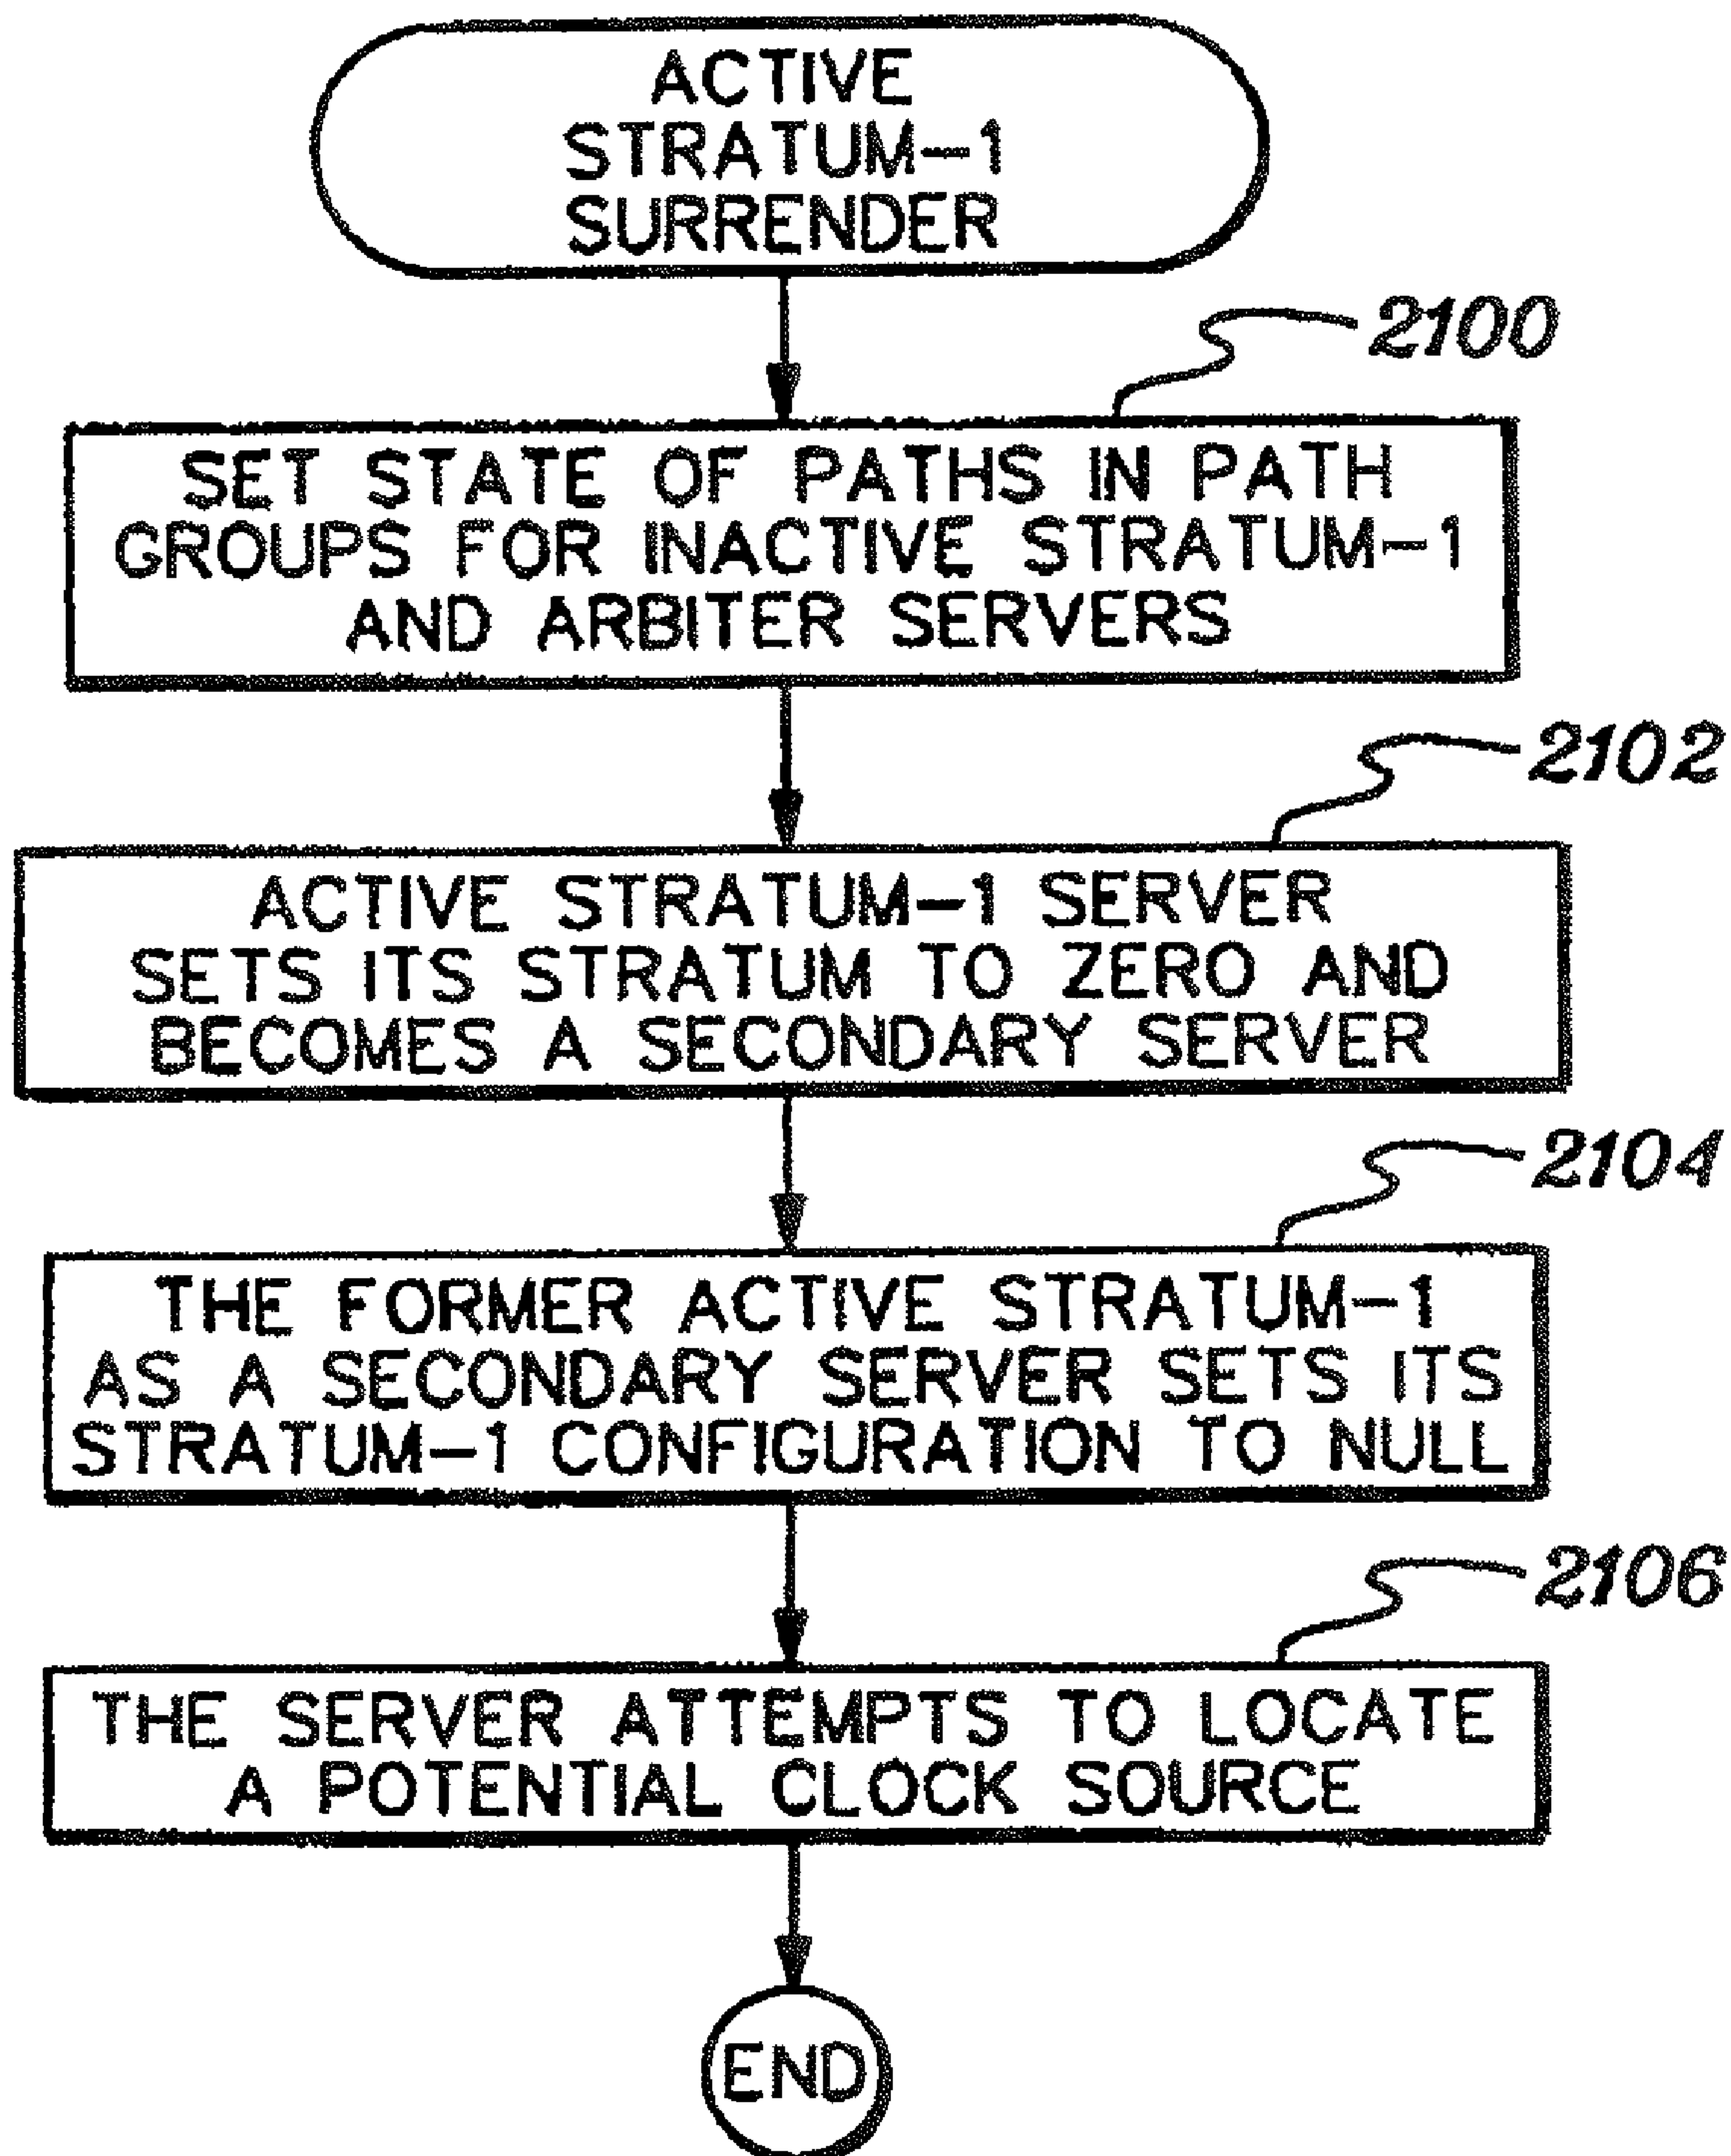 ACTIVE
STRATUM-1
SURRENDER
2100
SET STATE OF PATHS IN PATH
GROUPS FOR INACTIVE STRATUM-1
AND ARBITER SERVERS
2102
ACTIVE STRATUM-1 SERVER
SETS ITS STRATUM TO ZERO AND
BECOMES A SECONDARY SERVER
2104
THE FORMER ACTIVE STRATUM-1
AS A SECONDARY SERVER SETS ITS
STRATUM-1 CONFIGURATION TO NULL
2106
THE SERVER ATTEMPTS TO LOCATE
A POTENTIAL CLOCK SOURCE
END